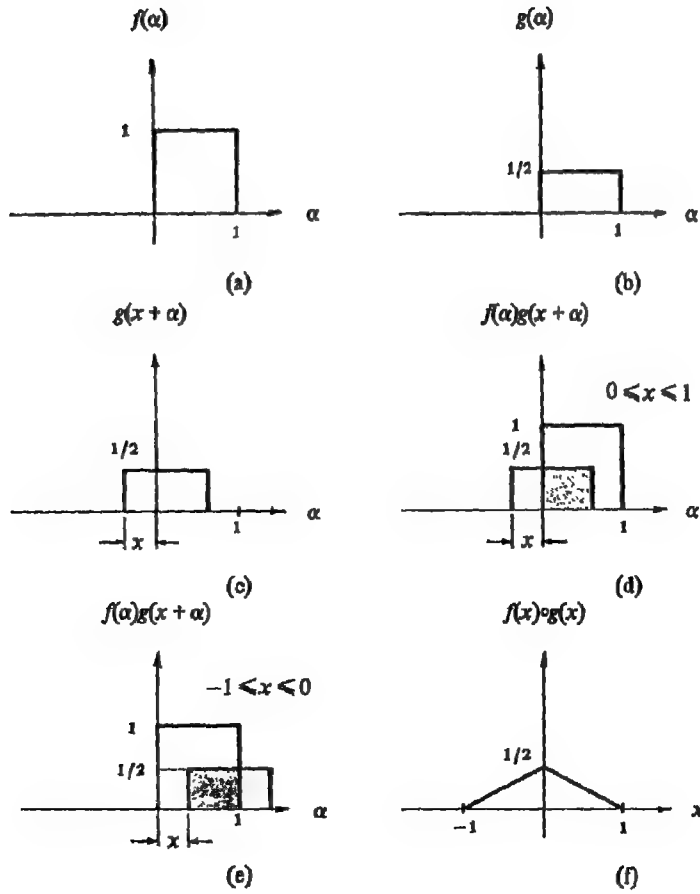 f(α)
g(α)
1
1/2
α
α
1
1
(a)
(b)
g(x + α)
f(α)g(x + α)
0 ⩽ x ⩽ 1
1
1/2
1/2
α
α
1
1
x
x
(c)
(d)
f(α)g(x + α)
f(x)∘g(x)
−1 ⩽ x ⩽ 0
1
1/2
1/2
α
x
1
−1
1
x
(e)
(f)